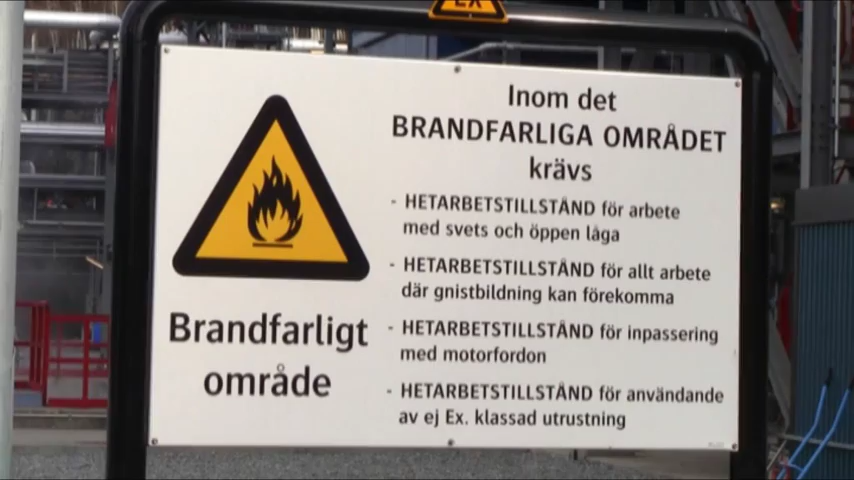 EX
Inom det
BRANDFARLIGA OMRÅDET
krävs
- HETARBETSTILLSTÅND för arbete
med svets och öppen låga
- HETARBETSTILLSTÅND för allt arbete
där gnistbildning kan förekomma
- HETARBETSTILLSTÅND för inpassering
med motorfordon
- HETARBETSTILLSTÅND för användande
av ej Ex. klassad utrustning
Brandfarligt
område